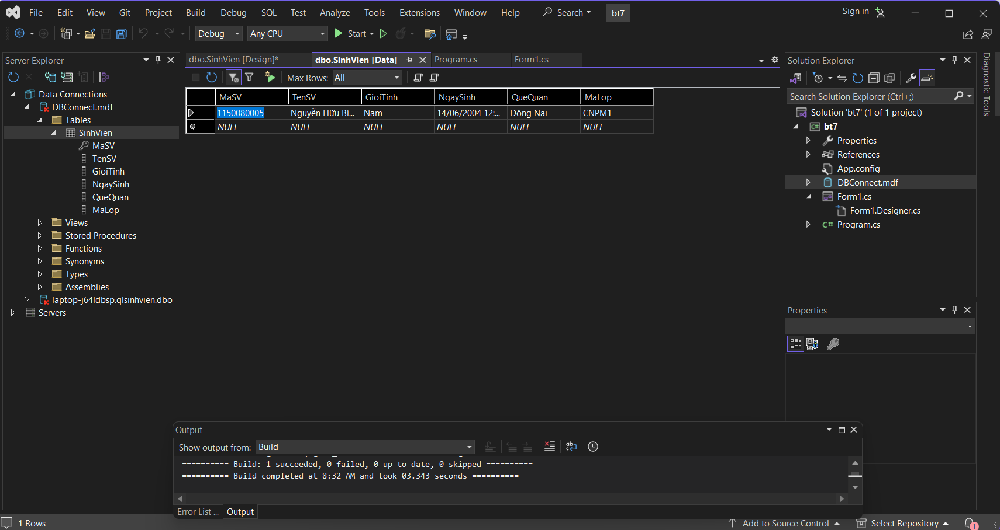 File Edit View Git Project Build Debug SQL Test Analyze Tools Extensions Window Help Search bt7 Sign in
Debug Any CPU Start
Server Explorer
Data Connections
DBConnect.mdf
Tables
SinhVien
MaSV
TenSV
GioiTinh
NgaySinh
QueQuan
MaLop
Views
Stored Procedures
Functions
Synonyms
Types
Assemblies
laptop-j64ldbsp.qlsinhvien.dbo
Servers
dbo.SinhVien [Design]* dbo.SinhVien [Data] Program.cs Form1.cs
Max Rows: All
MaSV TenSV GioiTinh NgaySinh QueQuan MaLop
1150080005 Nguyễn Hữu Bì... Nam 14/06/2004 12:... Đông Nai CNPM1
NULL NULL NULL NULL NULL NULL
Solution Explorer
Search Solution Explorer (Ctrl+;)
Solution 'bt7' (1 of 1 project)
C# bt7
Properties
References
App.config
DBConnect.mdf
Form1.cs
Form1.Designer.cs
C# Program.cs
Diagnostic Tools
Properties
Output
Show output from: Build
========== Build: 1 succeeded, 0 failed, 0 up-to-date, 0 skipped ==========
========== Build completed at 8:32 AM and took 03.343 seconds ==========
Error List ... Output
1 Rows Add to Source Control Select Repository 1